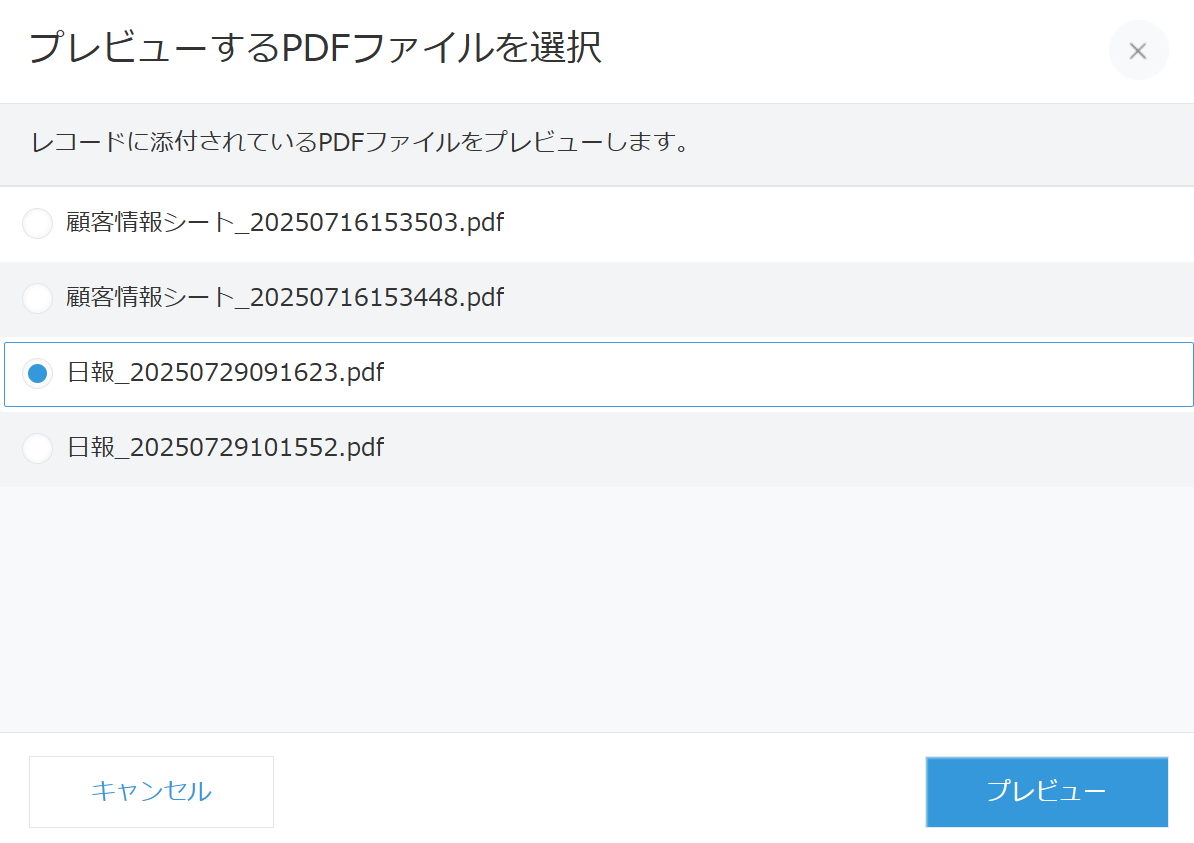 プレビューするPDFファイルを選択
レコードに添付されているPDFファイルをプレビューします。
顧客情報シート_20250716153503.pdf
顧客情報シート_20250716153448.pdf
日報_20250729091623.pdf
日報_20250729101552.pdf
キャンセル
プレビュー